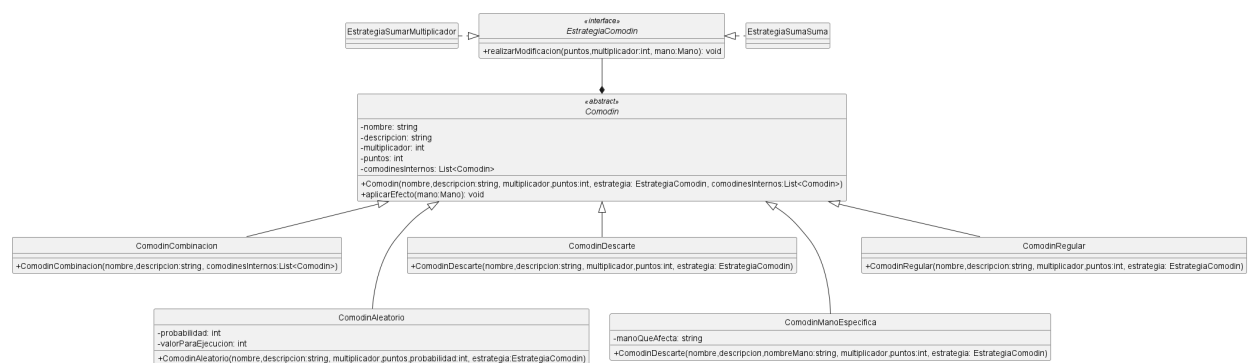 «interface»
EstrategiaComodin
+realizarModificacion(puntos,multiplicador:int, mano:Mano): void
EstrategiaSumarMultiplicador
EstrategiaSumaSuma
«abstract»
Comodin
-nombre: string
-descripcion: string
-multiplicador: int
-puntos: int
-comodinesInternos: List<Comodin>
+Comodin(nombre,descripcion:string, multiplicador,puntos:int, estrategia: EstrategiaComodin, comodinesInternos:List<Comodin>)
+aplicarEfecto(mano:Mano): void
ComodinCombinacion
+ComodinCombinacion(nombre,descripcion:string, comodinesInternos:List<Comodin>)
ComodinDescarte
+ComodinDescarte(nombre,descripcion:string, multiplicador,puntos:int, estrategia: EstrategiaComodin)
ComodinRegular
+ComodinRegular(nombre,descripcion:string, multiplicador,puntos:int, estrategia: EstrategiaComodin)
ComodinAleatorio
-probabilidad: int
-valorParaEjecucion: int
+ComodinAleatorio(nombre,descripcion:string, multiplicador,puntos,probabilidad:int, estrategia:EstrategiaComodin)
ComodinManoEspecifica
-manoQueAfecta: string
+ComodinDescarte(nombre,descripcion,nombreMano:string, multiplicador,puntos:int, estrategia: EstrategiaComodin)